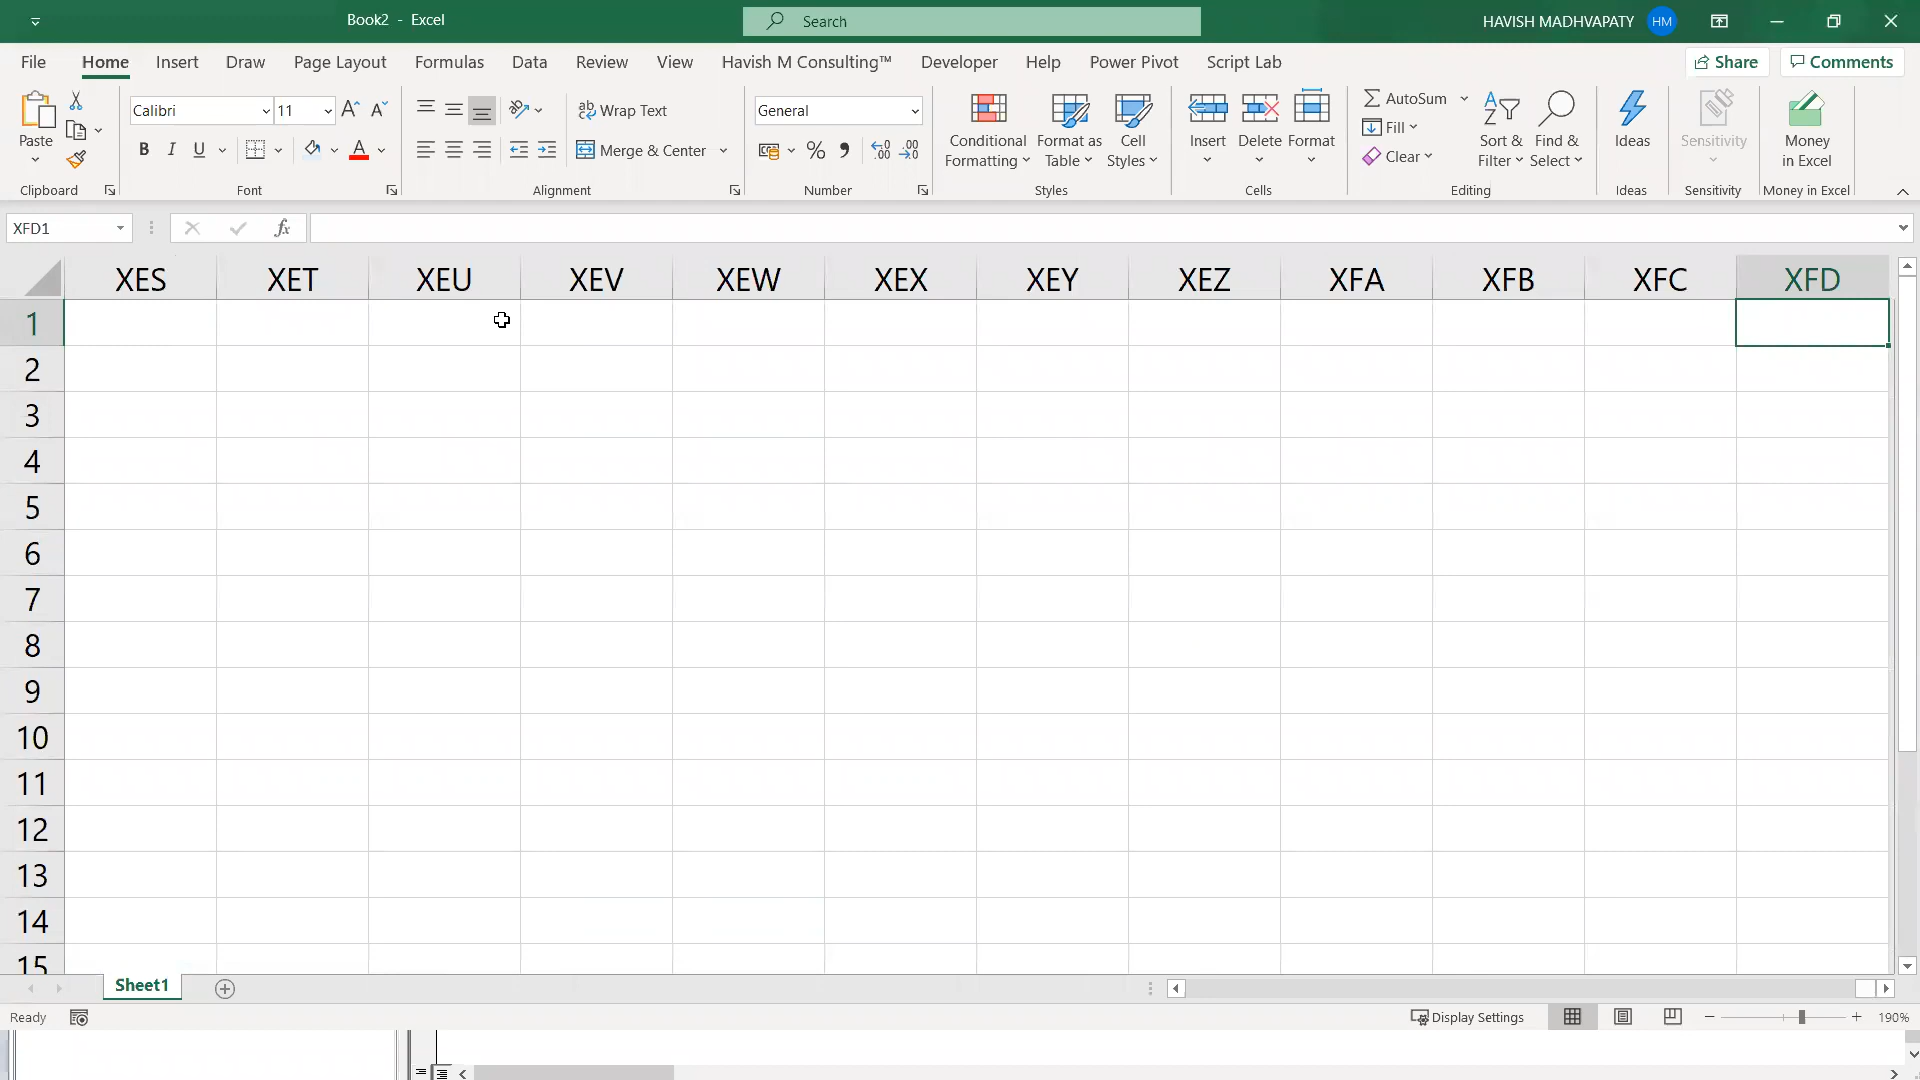 Book2 - Excel
Search
HAVISH MADHVAPATY HM
File Home Insert Draw Page Layout Formulas Data Review View Havish M Consulting™ Developer Help Power Pivot Script Lab Share Comments
Paste
Calibri 11
B I U A
ab Wrap Text
Merge & Center
General
% 
Conditional Formatting
Format as Table
Cell Styles
Insert
Delete
Format
AutoSum
Fill
Clear
Sort & Filter
Find & Select
Ideas
Sensitivity
Money in Excel
Clipboard Font Alignment Number Styles Cells Editing Ideas Sensitivity Money in Excel
XFD1 fx
XES XET XEU XEV XEW XEX XEY XEZ XFA XFB XFC XFD
1
2
3
4
5
6
7
8
9
10
11
12
13
14
15
Sheet1
Ready Display Settings 190%